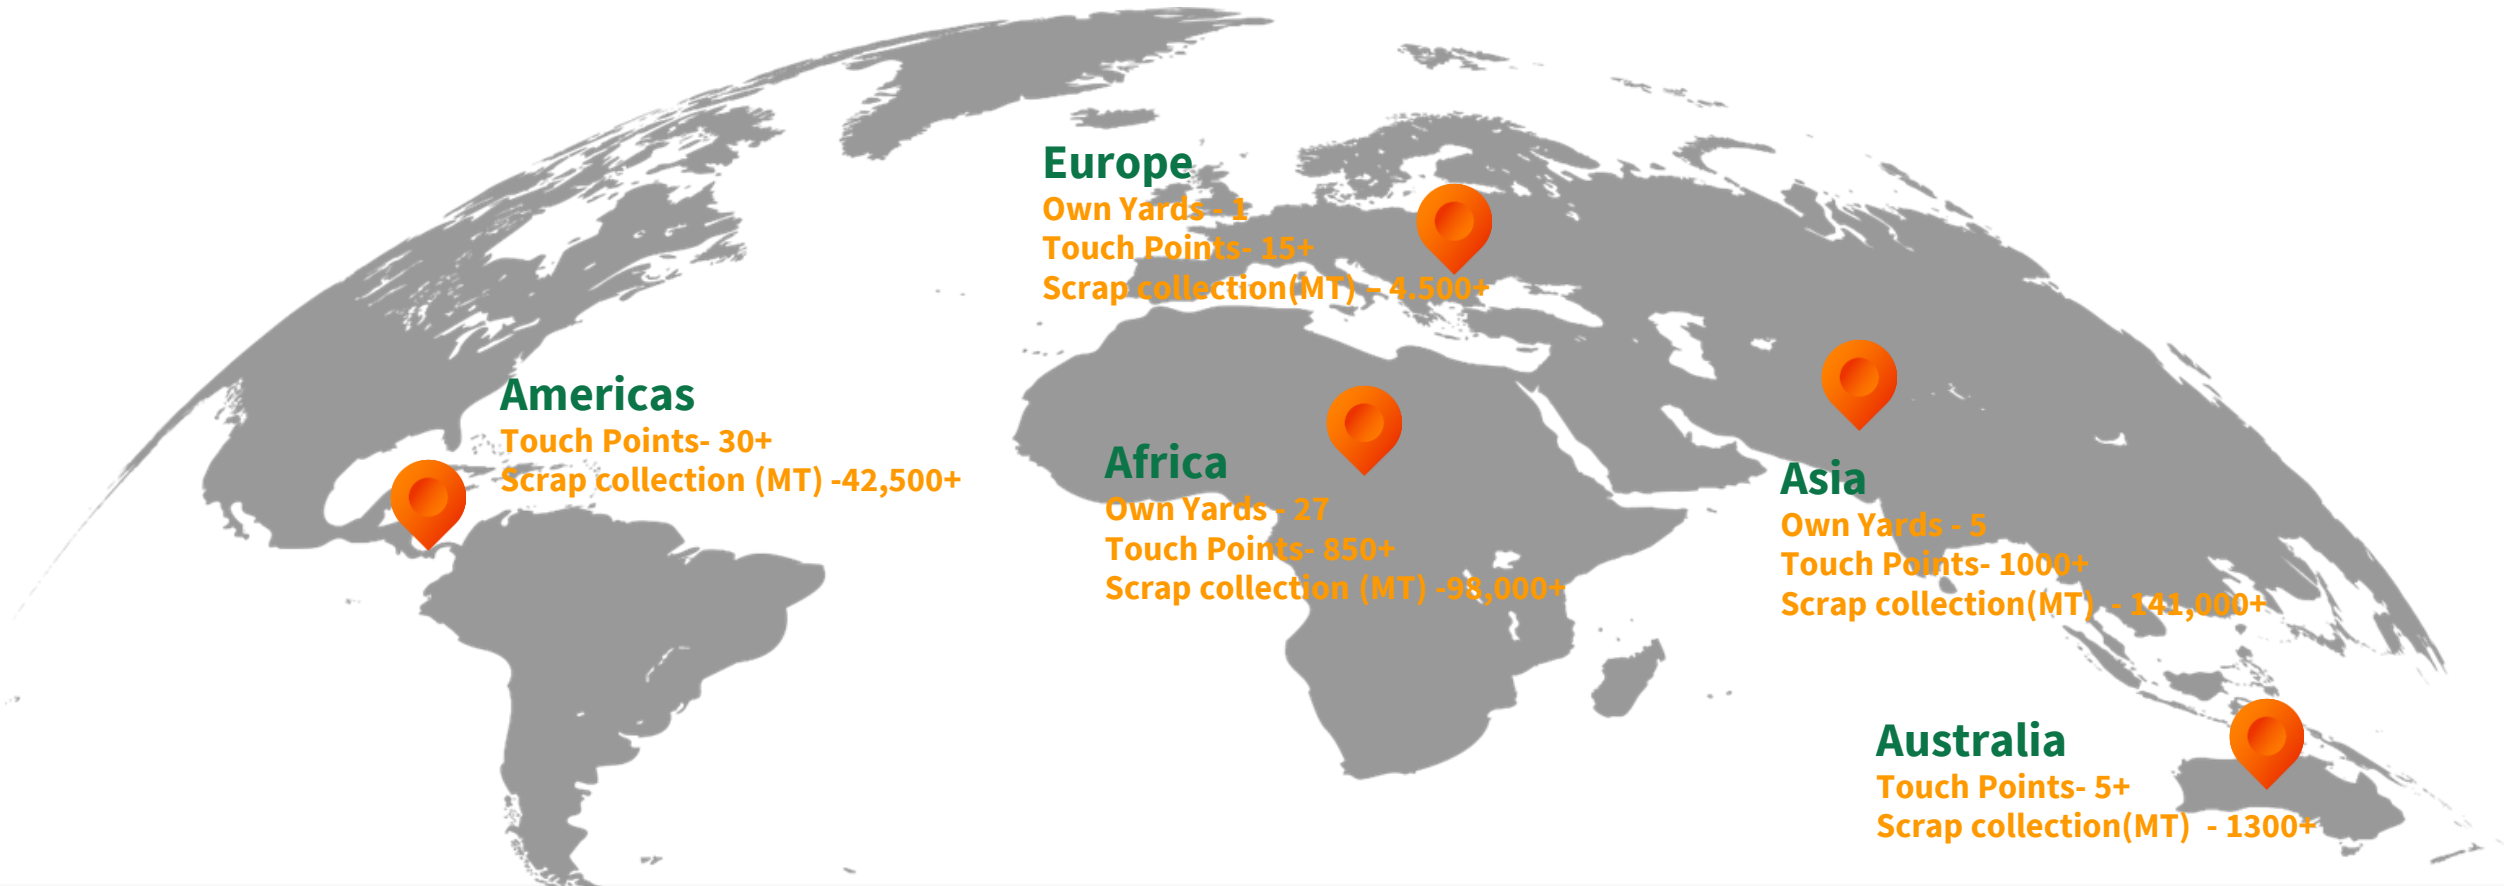 Europe
Own Yards - 1
Touch Points- 15+
Scrap collection(MT) – 4.500+
Americas
Touch Points- 30+
Scrap collection (MT) -42,500+
Africa
Own Yards - 27
Touch Points- 850+
Scrap collection (MT) -98,000+
Asia
Own Yards - 5
Touch Points- 1000+
Scrap collection(MT)  - 141,000+
Australia
Touch Points- 5+
Scrap collection(MT)  - 1300+